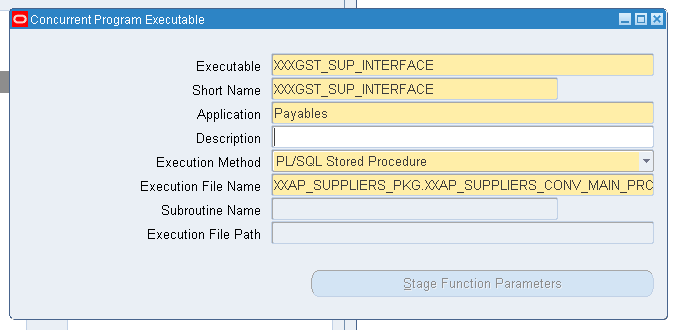 Concurrent Program Executable
Executable XXXGST_SUP_INTERFACE
Short Name XXXGST_SUP_INTERFACE
Application Payables
Description
Execution Method PL/SQL Stored Procedure
Execution File Name XXAP_SUPPLIERS_PKG.XXAP_SUPPLIERS_CONV_MAIN_PRC
Subroutine Name
Execution File Path
Stage Function Parameters